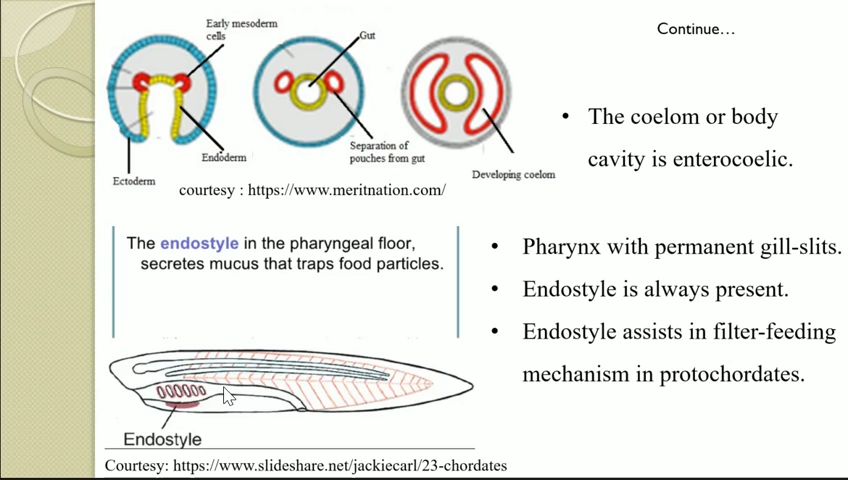 Continue…
Early mesoderm
cells
Gut
Separation of
pouches from gut
Endoderm
Ectoderm
Developing coelom
courtesy : https://www.meritnation.com/
• The coelom or body
cavity is enterocoelic.
The endostyle in the pharyngeal floor,
secretes mucus that traps food particles.
• Pharynx with permanent gill-slits.
• Endostyle is always present.
• Endostyle assists in filter-feeding
mechanism in protochordates.
Endostyle
Courtesy: https://www.slideshare.net/jackiecarl/23-chordates